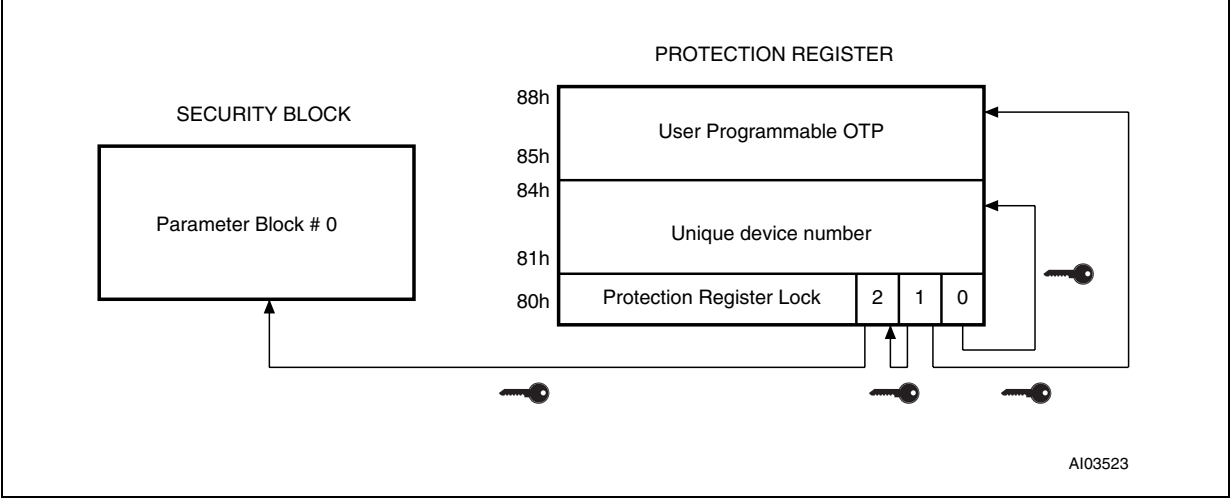 PROTECTION REGISTER
SECURITY BLOCK
88h
User Programmable OTP
85h
84h
Parameter Block # 0
Unique device number
81h
80h
Protection Register Lock 2 1 0
AI03523